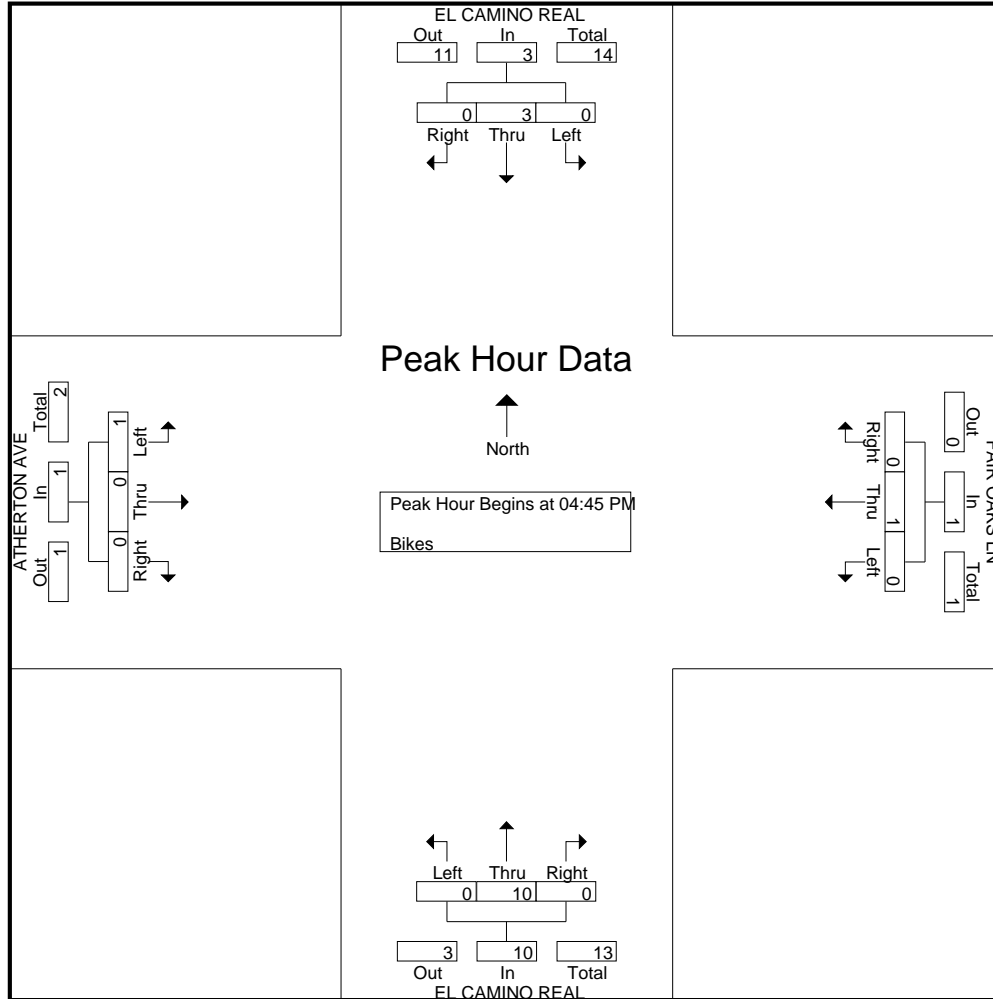 EL CAMINO REAL
Out In Total
11 3 14
0 3 0
Right Thru Left
Peak Hour Data
North
Peak Hour Begins at 04:45 PM
Bikes
ATHERTON AVE
Out In Total
1 1 2
Right Thru Left
0 0 1
Out In Total
0 1 1
Right Thru Left
0 1 0
Left Thru Right
0 10 0
3 10 13
Out In Total
EL CAMINO REAL